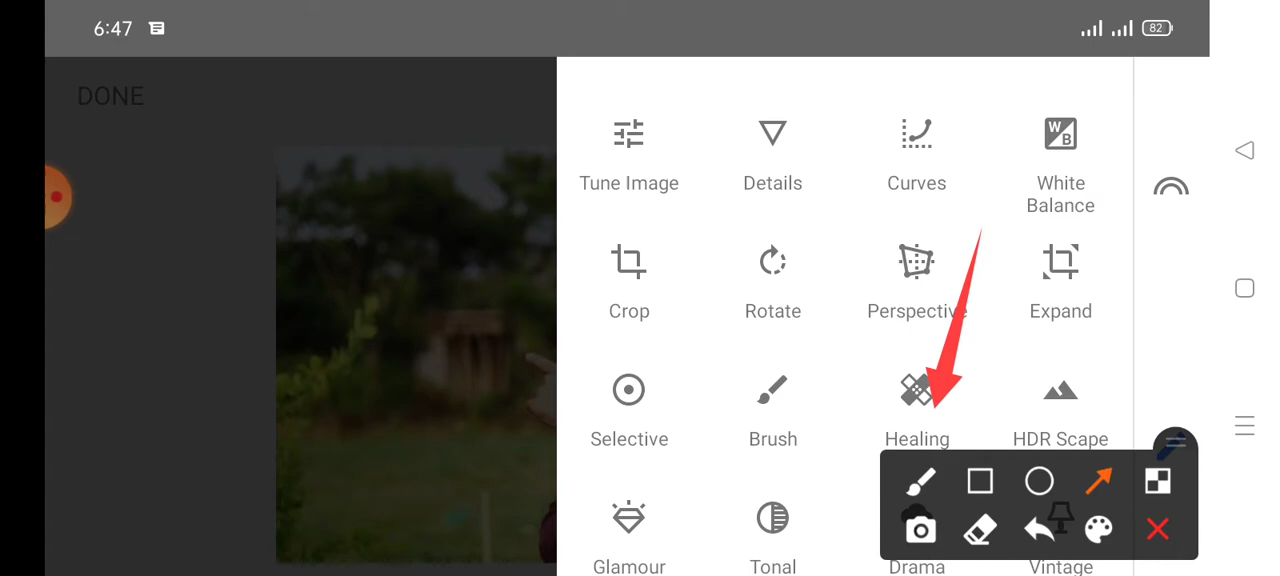 6:47
82
DONE
Tune Image
Details
Curves
WB
White
Balance
Crop
Rotate
Perspective
Expand
Selective
Brush
Healing
HDR Scape
Glamour
Tonal
Drama
Vintage